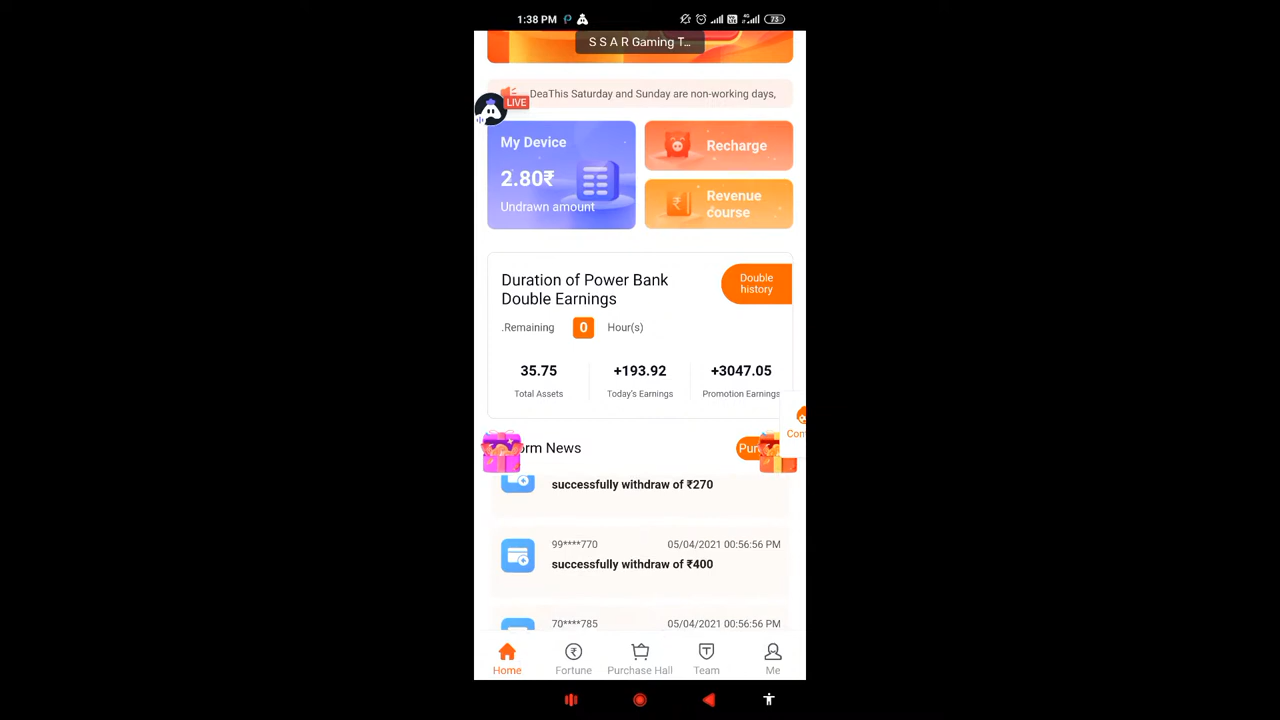 1:38 PM
4G
73
S S A R Gaming T...
DeaThis Saturday and Sunday are non-working days,
LIVE
My Device
2.80₹
Undrawn amount
Recharge
Revenue
course
Duration of Power Bank
Double Earnings
Double
history
.Remaining 0 Hour(s)
35.75
+193.92
+3047.05
Total Assets
Today's Earnings
Promotion Earnings
News
successfully withdraw of ₹270
99****770 05/04/2021 00:56:56 PM
successfully withdraw of ₹400
70****785 05/04/2021 00:56:56 PM
Home
Fortune
Purchase Hall
Team
Me